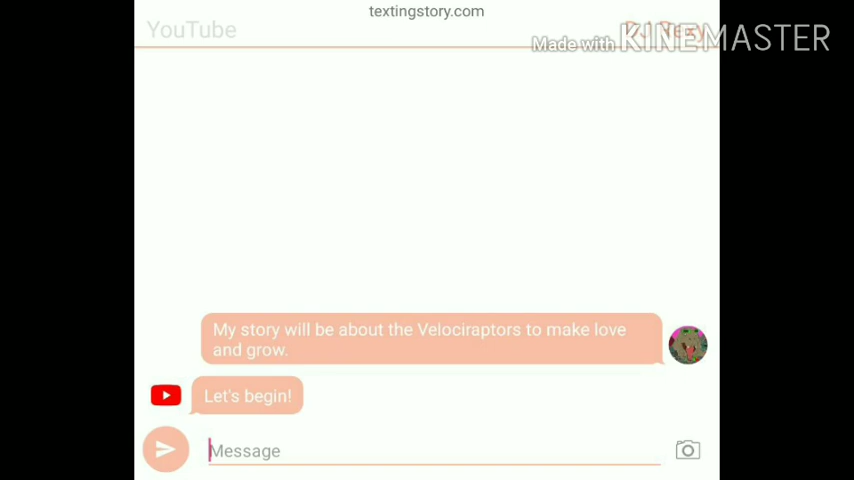 textingstory.com
YouTube
Made with KINEMASTER
My story will be about the Velociraptors to make love
and grow.
Let's begin!
Message